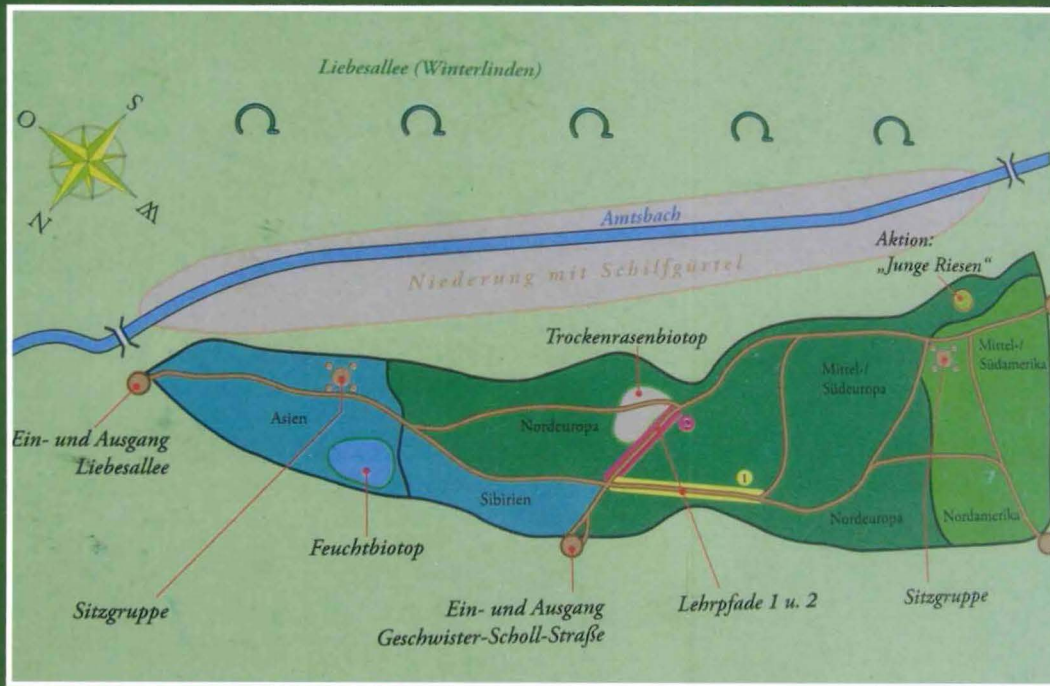 Liebesallee (Winterlinden)
O
S
N
W
Amtsbach
Niederung mit Schilfgürtel
Aktion:
„Junge Riesen“
Trockenrasenbiotop
Mittel-/
Südeuropa
Mittel-/
Südamerika
Asien
Nordeuropa
2
Ein- und Ausgang
Liebesallee
1
Sibirien
Nordeuropa
Nordamerika
Feuchtbiotop
Sitzgruppe
Ein- und Ausgang
Geschwister-Scholl-Straße
Lehrpfade 1 u. 2
Sitzgruppe